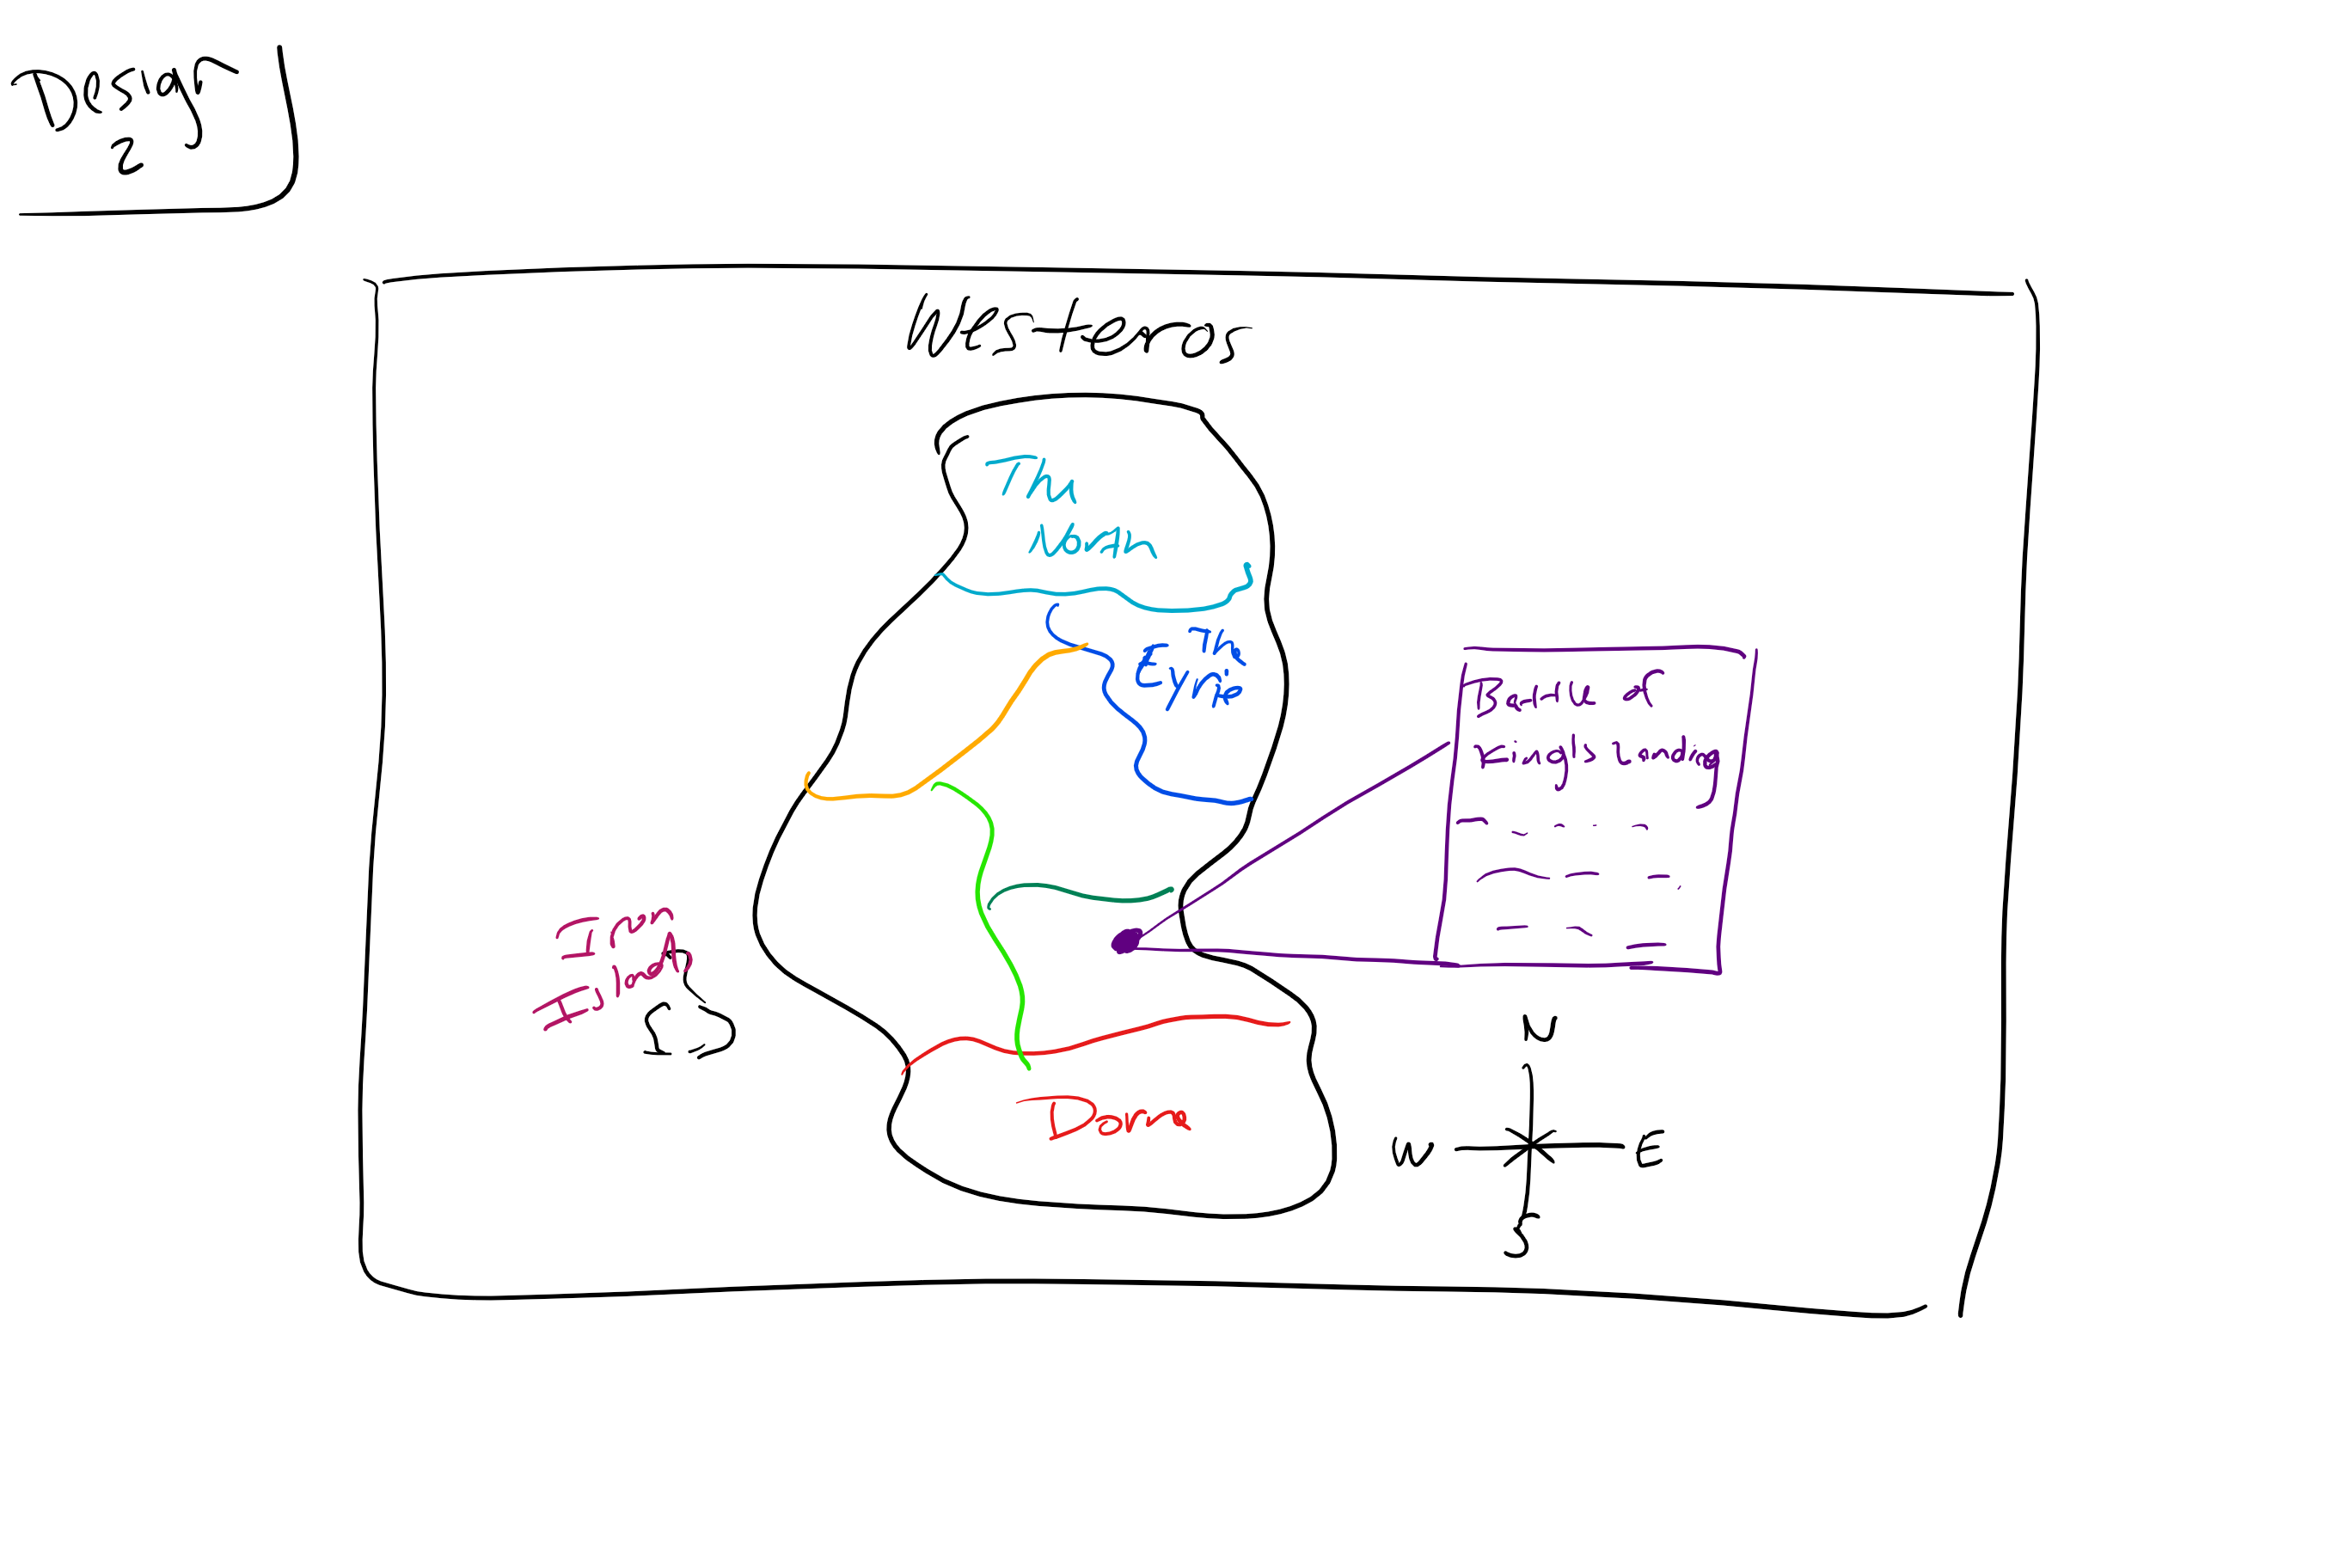 Design
2
Westeros
The
North
The
Eyrie
Battle of
King's Landing
Iron
Islands
Dorne
N
W E
S